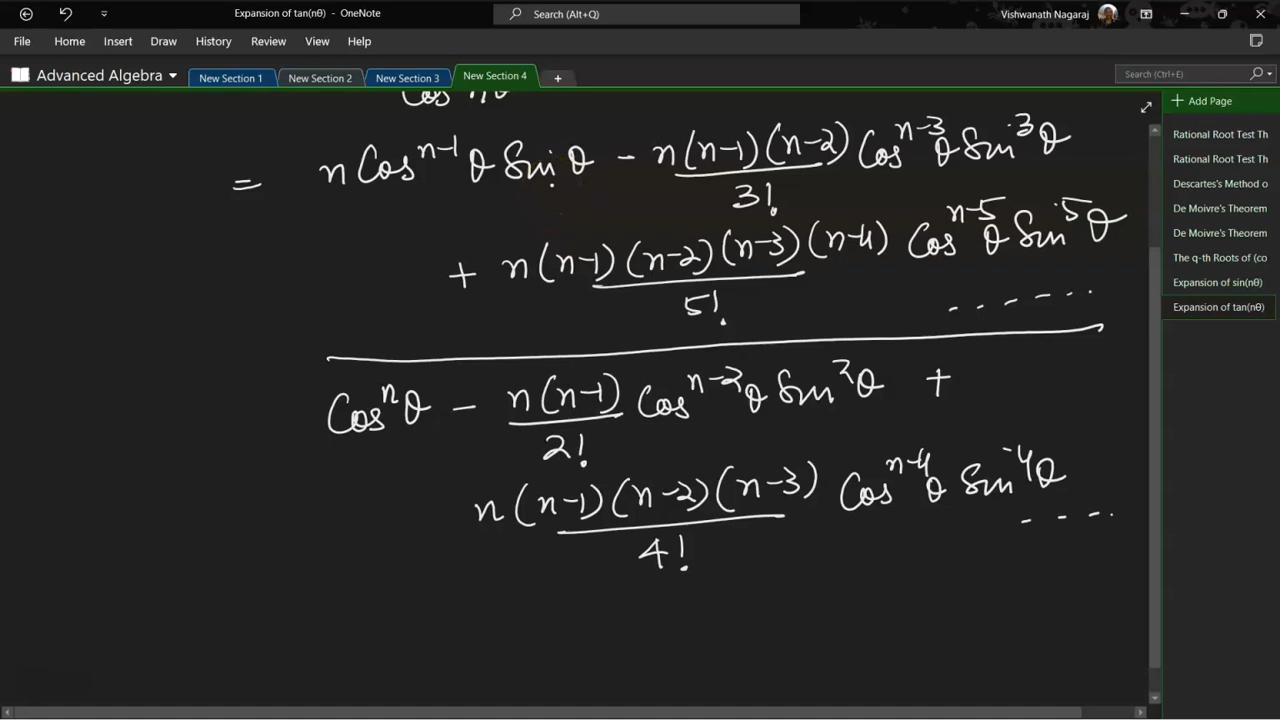 Expansion of tan(nθ) - OneNote
Search (Alt+Q)
Vishwanath Nagaraj
File Home Insert Draw History Review View Help
Advanced Algebra
New Section 1 New Section 2 New Section 3 New Section 4 +
Search (Ctrl+E)
+ Add Page
Rational Root Test Th
Rational Root Test Th
Descartes's Method o
De Moivre's Theorem
De Moivre's Theorem
The q-th Roots of (co
Expansion of sin(nθ)
Expansion of tan(nθ)
Cos nθ
= n Cos^{n-1} θ Sin θ - n(n-1)(n-2) Cos^{n-3} θ Sin^3 θ
3!
+ n(n-1)(n-2)(n-3)(n-4) Cos^{n-5} θ Sin^5 θ
5! ------
Cos^n θ - n(n-1) Cos^{n-2} θ Sin^2 θ +
2!
n(n-1)(n-2)(n-3) Cos^{n-4} θ Sin^4 θ
4! ----